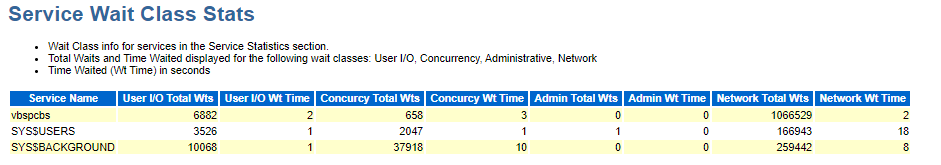 Service Wait Class Stats
Wait Class info for services in the Service Statistics section.
Total Waits and Time Waited displayed for the following wait classes: User I/O, Concurrency, Administrative, Network
Time Waited (Wt Time) in seconds
Service Name User I/O Total Wts User I/O Wt Time Concurcy Total Wts Concurcy Wt Time Admin Total Wts Admin Wt Time Network Total Wts Network Wt Time
vbspcbs 6882 2 658 3 0 0 1066529 2
SYS$USERS 3526 1 2047 1 1 0 166943 18
SYS$BACKGROUND 10068 1 37918 10 0 0 259442 8